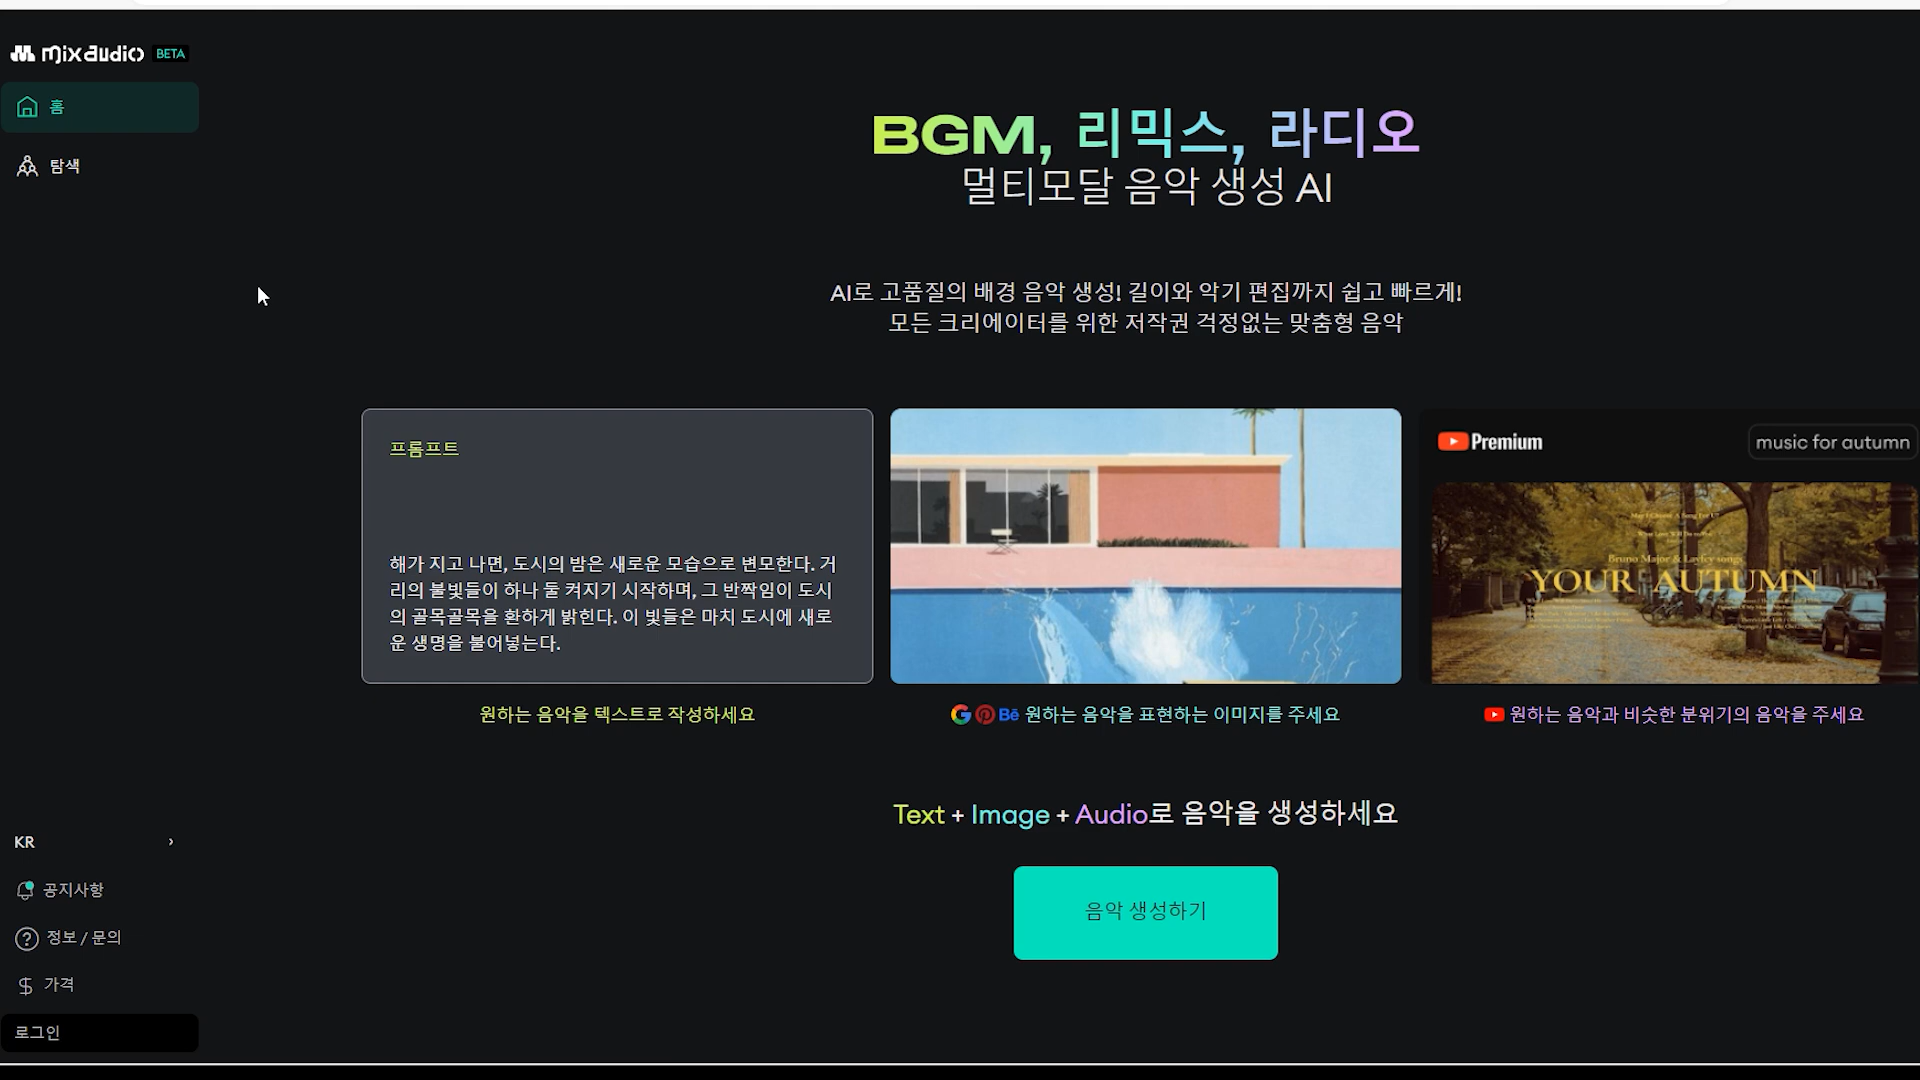 mix audio BETA
홈
탐색
BGM, 리믹스, 라디오
멀티모달 음악 생성 AI
AI로 고품질의 배경 음악 생성! 길이와 악기 편집까지 쉽고 빠르게!
모든 크리에이터를 위한 저작권 걱정없는 맞춤형 음악
프롬프트
해가 지고 나면, 도시의 밤은 새로운 모습으로 변모한다. 거
리의 불빛들이 하나 둘 켜지기 시작하며, 그 반짝임이 도시
의 골목골목을 환하게 밝힌다. 이 빛들은 마치 도시에 새로
운 생명을 불어넣는다.
원하는 음악을 텍스트로 작성하세요
Bē 원하는 음악을 표현하는 이미지를 주세요
Premium
music for autumn
Bruno Major & Laufey songs
YOUR AUTUMN
원하는 음악과 비슷한 분위기의 음악을 주세요
Text + Image + Audio로 음악을 생성하세요
음악 생성하기
KR
공지사항
정보 / 문의
가격
로그인